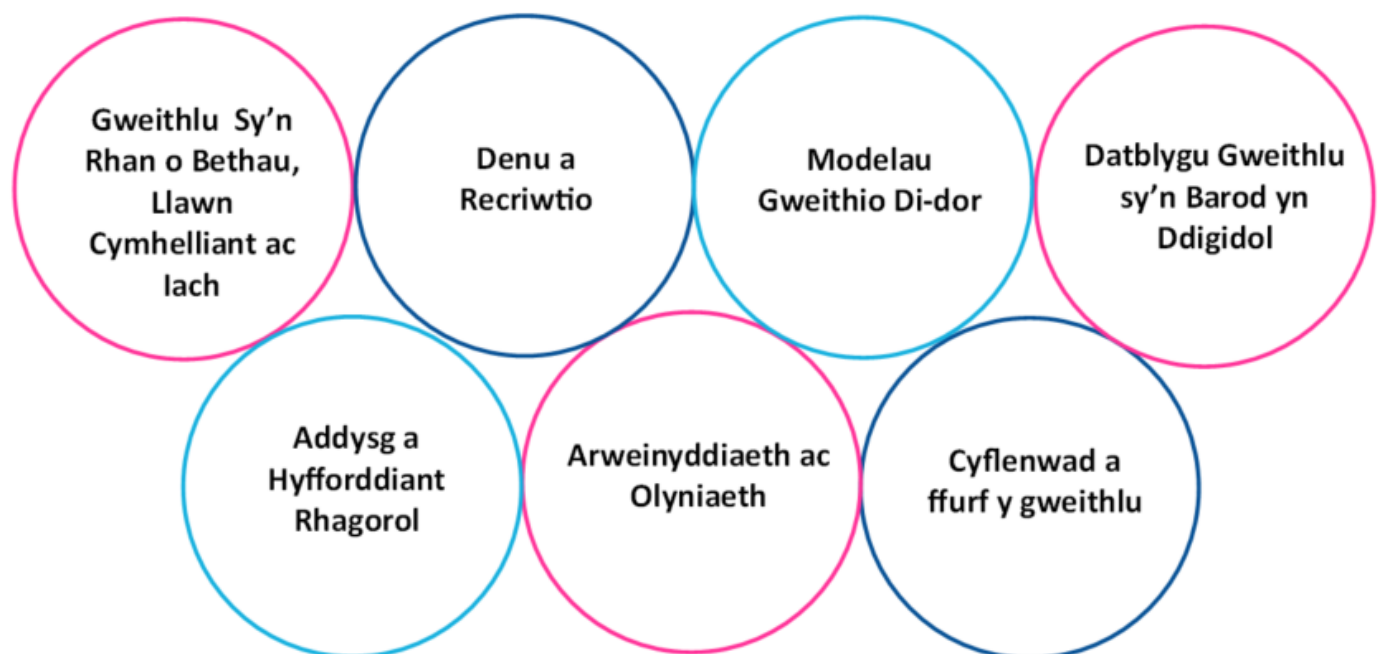 Gweithlu Sy'n
Rhan o Bethau,
Llawn
Cymhelliant ac
Iach
Denu a
Recriwtio
Modelau
Gweithio Di-dor
Datblygu Gweithlu
sy'n Barod yn
Ddigidol
Addysg a
Hyfforddiant
Rhagorol
Arweinyddiaeth ac
Olyniaeth
Cyflenwad a
ffurf y gweithlu